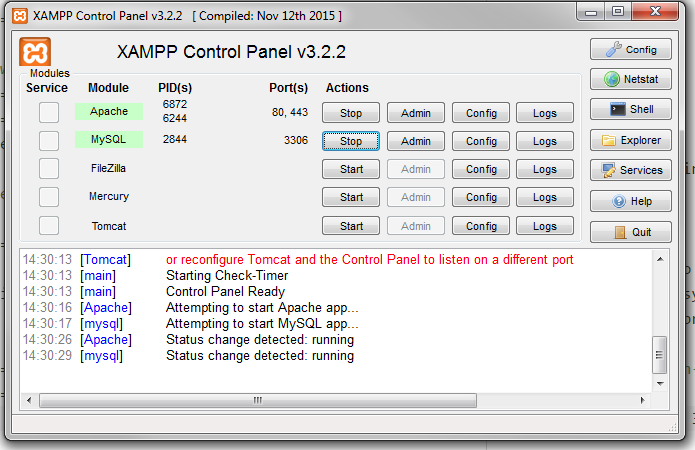 XAMPP Control Panel v3.2.2 [ Compiled: Nov 12th 2015 ]
XAMPP Control Panel v3.2.2
Config
Modules
Service Module PID(s) Port(s) Actions
Netstat
Apache 6872 6244 80, 443 Stop Admin Config Logs
Shell
MySQL 2844 3306 Stop Admin Config Logs
Explorer
FileZilla Start Admin Config Logs
Services
Mercury Start Admin Config Logs
Help
Tomcat Start Admin Config Logs
Quit
14:30:13 [Tomcat] or reconfigure Tomcat and the Control Panel to listen on a different port
14:30:13 [main] Starting Check-Timer
14:30:13 [main] Control Panel Ready
14:30:16 [Apache] Attempting to start Apache app...
14:30:17 [mysql] Attempting to start MySQL app...
14:30:26 [Apache] Status change detected: running
14:30:29 [mysql] Status change detected: running